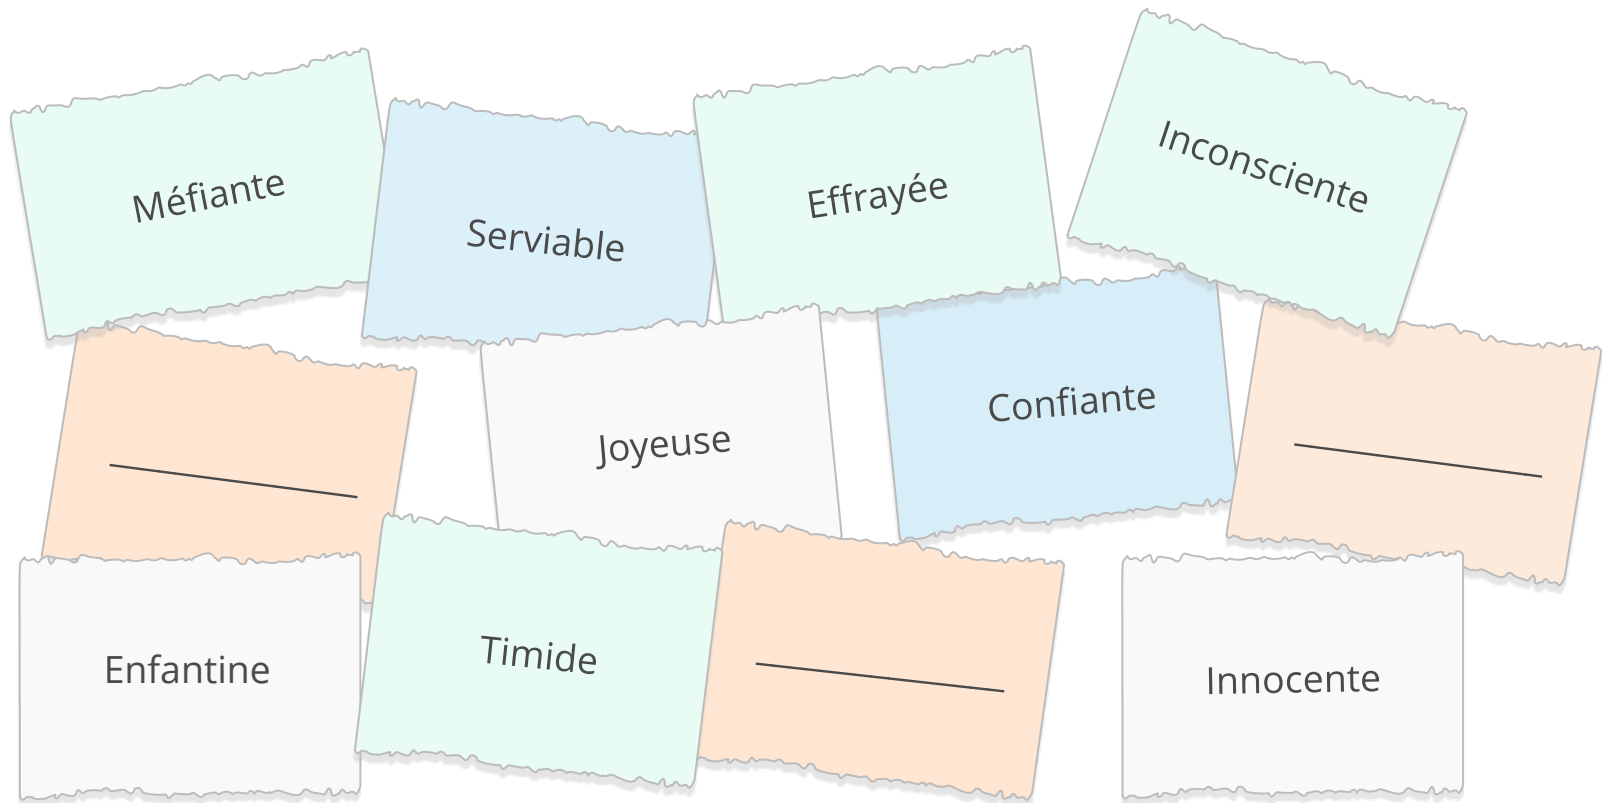 Méfiante
Serviable
Effrayée
Inconsciente
Joyeuse
Confiante
Enfantine
Timide
Innocente